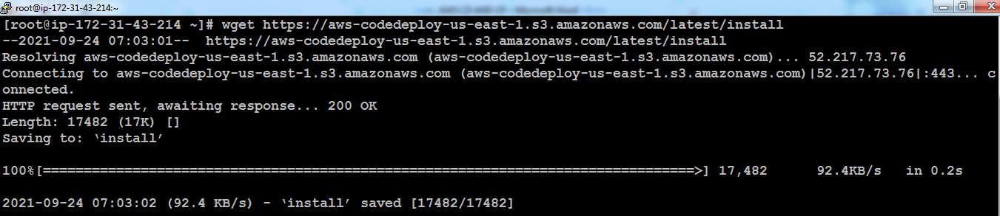 root@ip-172-31-43-214:~
[root@ip-172-31-43-214 ~]# wget https://aws-codedeploy-us-east-1.s3.amazonaws.com/latest/install
--2021-09-24 07:03:01--  https://aws-codedeploy-us-east-1.s3.amazonaws.com/latest/install
Resolving aws-codedeploy-us-east-1.s3.amazonaws.com (aws-codedeploy-us-east-1.s3.amazonaws.com)... 52.217.73.76
Connecting to aws-codedeploy-us-east-1.s3.amazonaws.com (aws-codedeploy-us-east-1.s3.amazonaws.com)|52.217.73.76|:443... c
onnected.
HTTP request sent, awaiting response... 200 OK
Length: 17482 (17K) []
Saving to: ‘install’
100%[================================================================================>] 17,482      92.4KB/s   in 0.2s
2021-09-24 07:03:02 (92.4 KB/s) - ‘install’ saved [17482/17482]